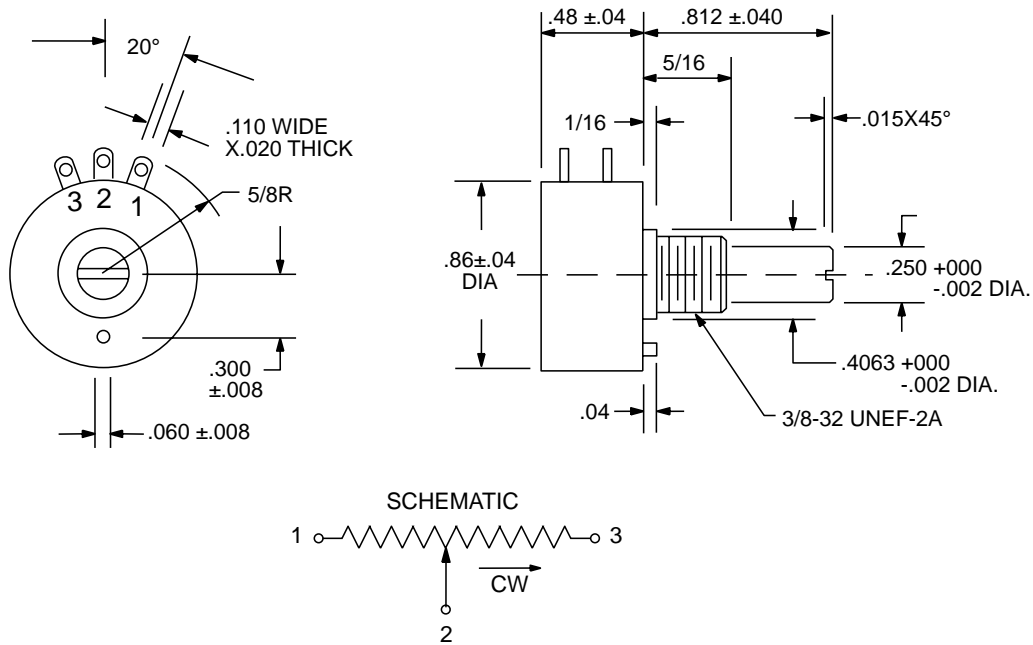 20°
.110 WIDE
X.020 THICK
3 2 1
5/8R
.300
±.008
.060 ±.008
.48 ±.04
.812 ±.040
5/16
1/16
.015X45°
.86±.04
DIA
.250 +000
-.002 DIA.
.4063 +000
-.002 DIA.
.04
3/8-32 UNEF-2A
SCHEMATIC
1
3
CW
2